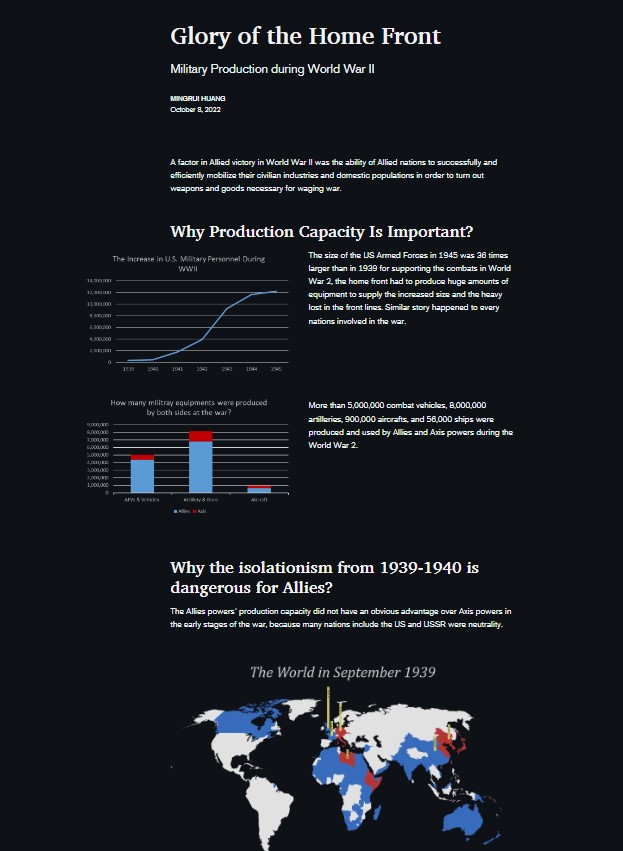 Glory of the Home Front
Military Production during World War II
MINGRUI HUANG
October 8, 2022
A factor in Allied victory in World War II was the ability of Allied nations to successfully and
efficiently mobilize their civilian industries and domestic populations in order to turn out
weapons and goods necessary for waging war.
Why Production Capacity Is Important?
The Increase in U.S. Military Personnel During
WWII
14,000,000
12,000,000
10,000,000
8,000,000
6,000,000
4,000,000
2,000,000
0
1939 1940 1941 1942 1943 1944 1945
The size of the US Armed Forces in 1945 was 36 times
larger than in 1939 for supporting the combats in World
War 2, the home front had to produce huge amounts of
equipment to supply the increased size and the heavy
lost in the front lines. Similar story happened to every
nations involved in the war.
How many militray equipments were produced
by both sides at the war?
9,000,000
8,000,000
7,000,000
6,000,000
5,000,000
4,000,000
3,000,000
2,000,000
1,000,000
0
& Vehicles Artillery & Guns Aircraft
Allies Axis
More than 5,000,000 combat vehicles, 8,000,000
artilleries, 900,000 aircrafts, and 56,000 ships were
produced and used by Allies and Axis powers during the
World War 2.
Why the isolationism from 1939-1940 is
dangerous for Allies?
The Allies powers' production capacity did not have an obvious advantage over Axis powers in
the early stages of the war, because many nations include the US and USSR were neutrality.
The World in September 1939